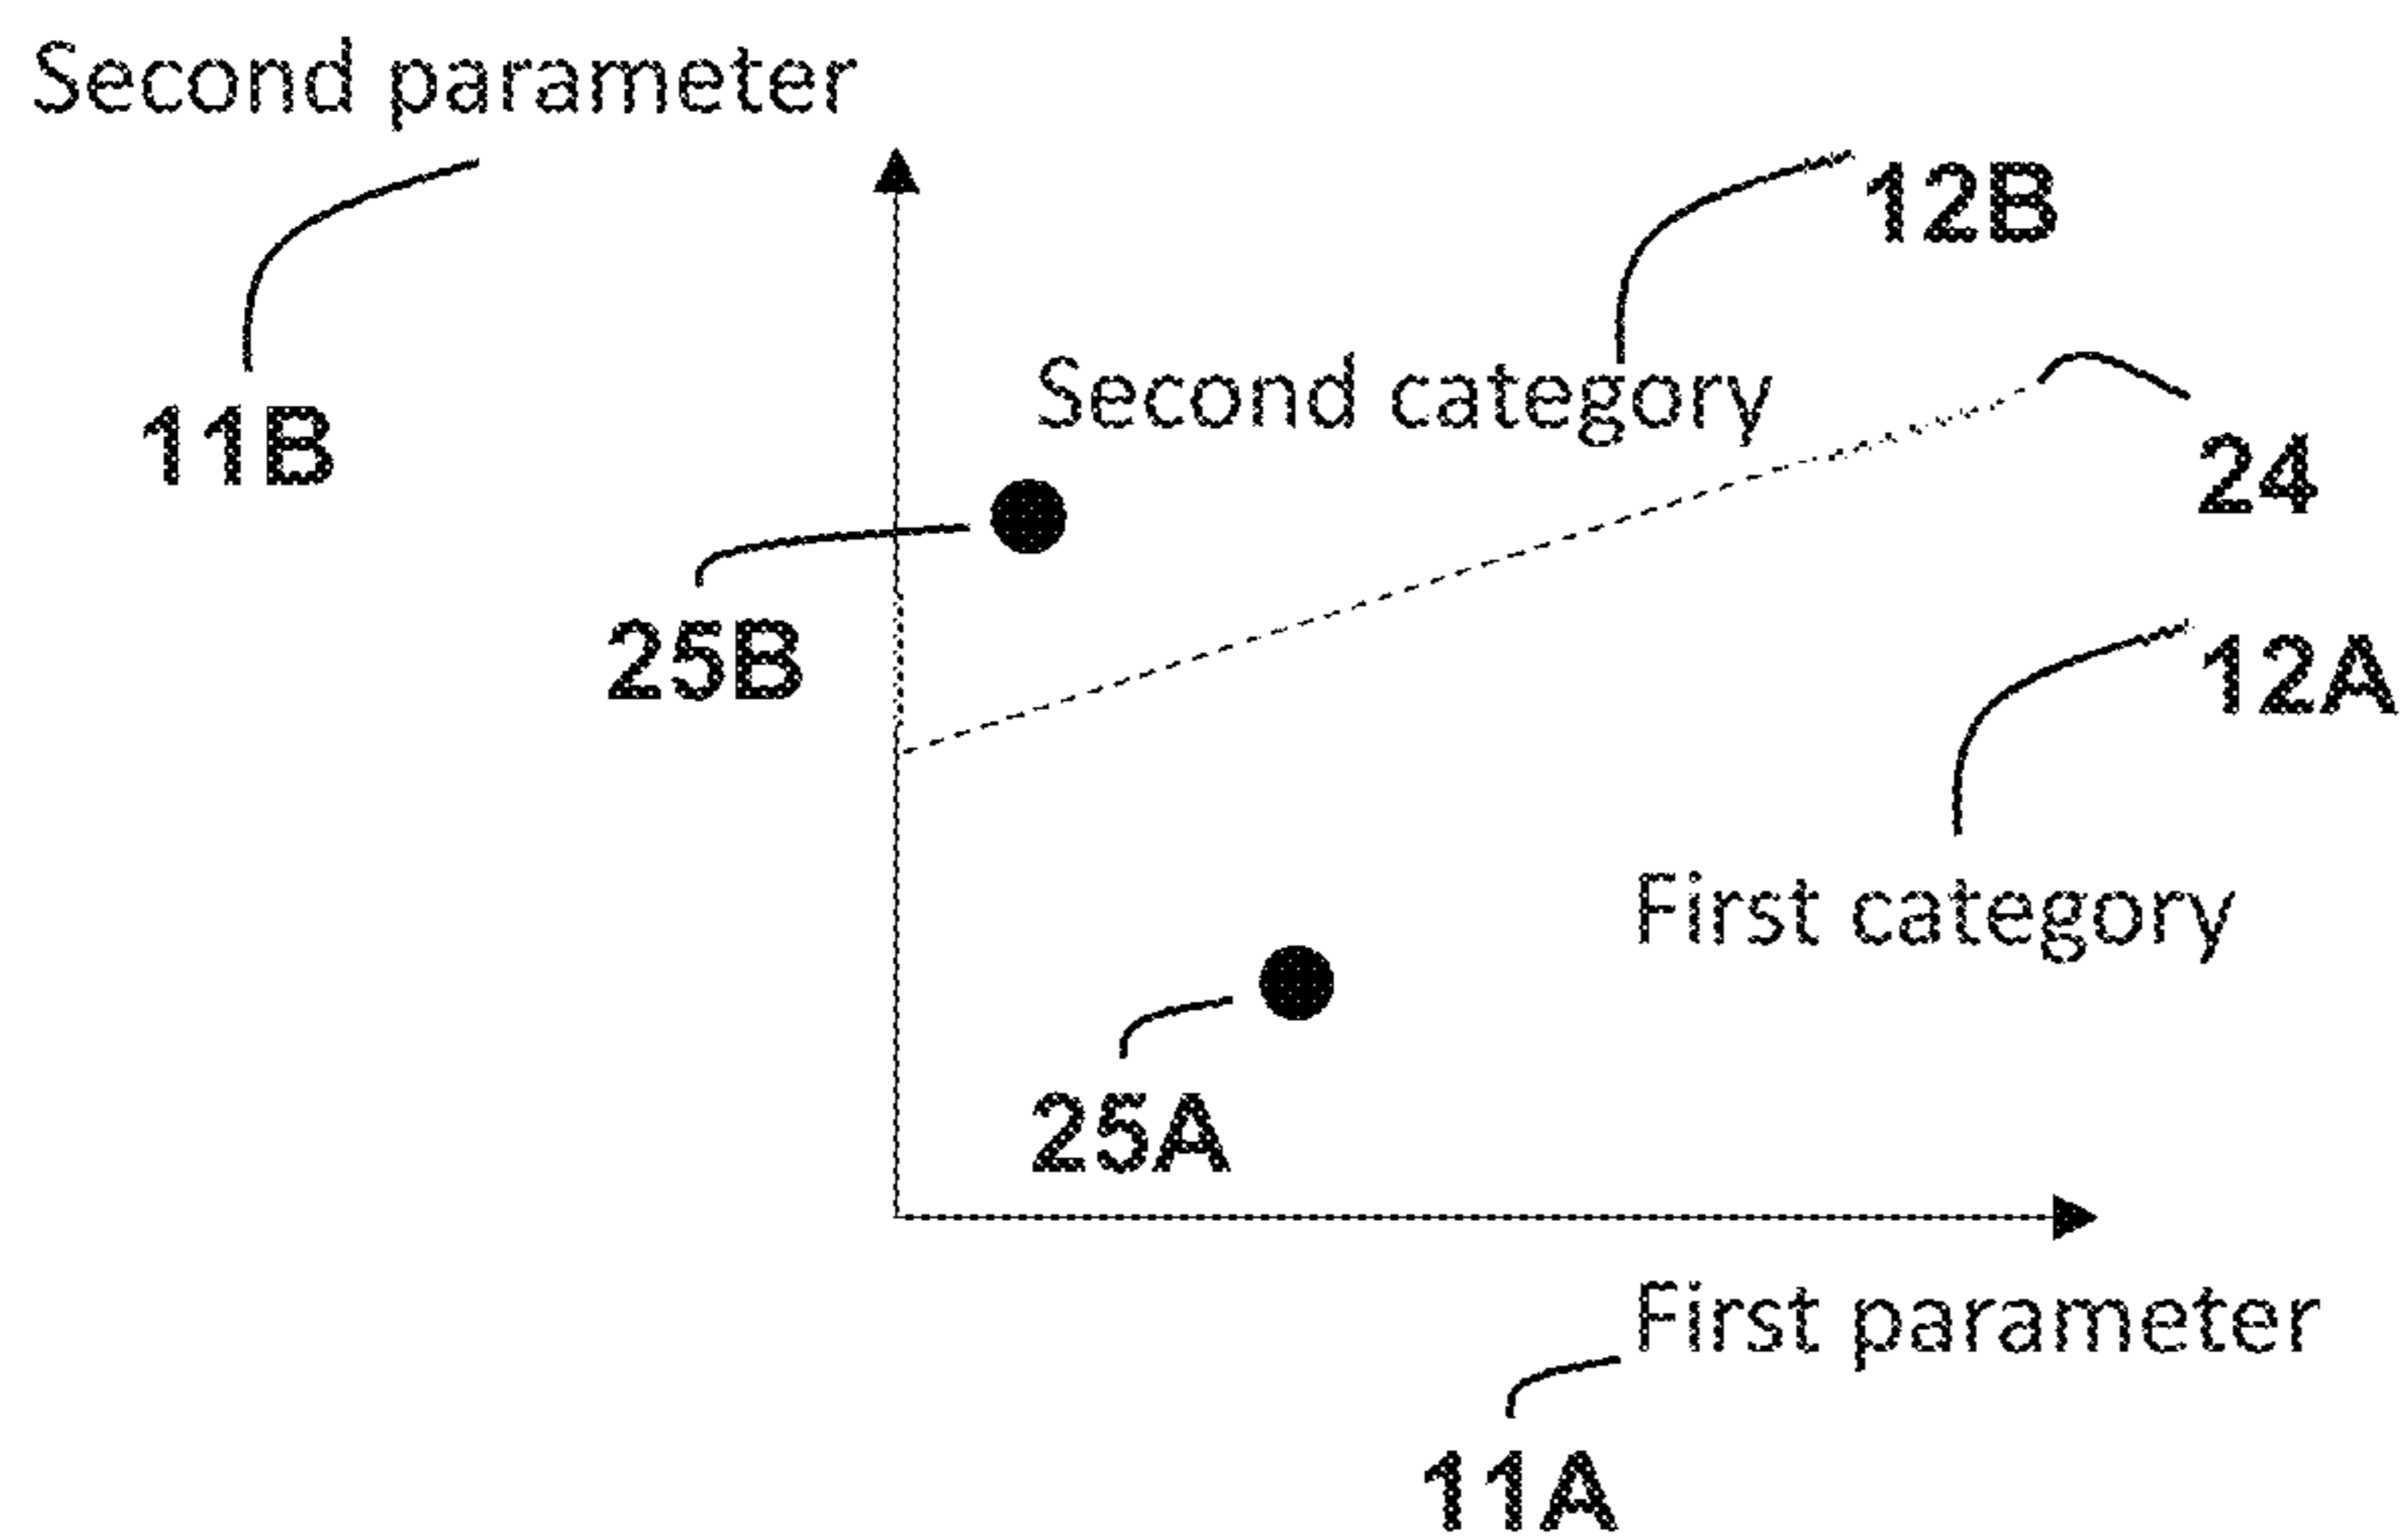 Second parameter
12B
Second category
11B
24
25B
12A
First category
25A
First parameter
11A